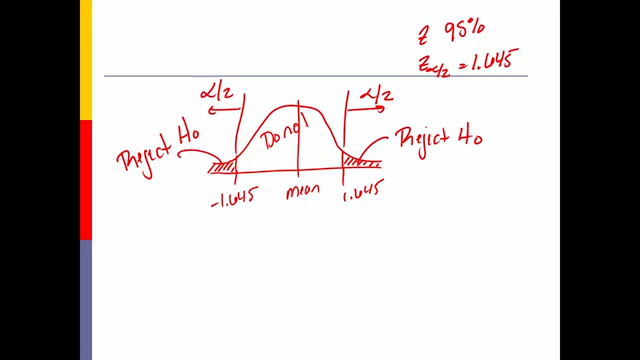 z 95%
zα/2 = 1.645
α/2
α/2
Reject Ho
Do not
Reject Ho
-1.645
mean
1.645